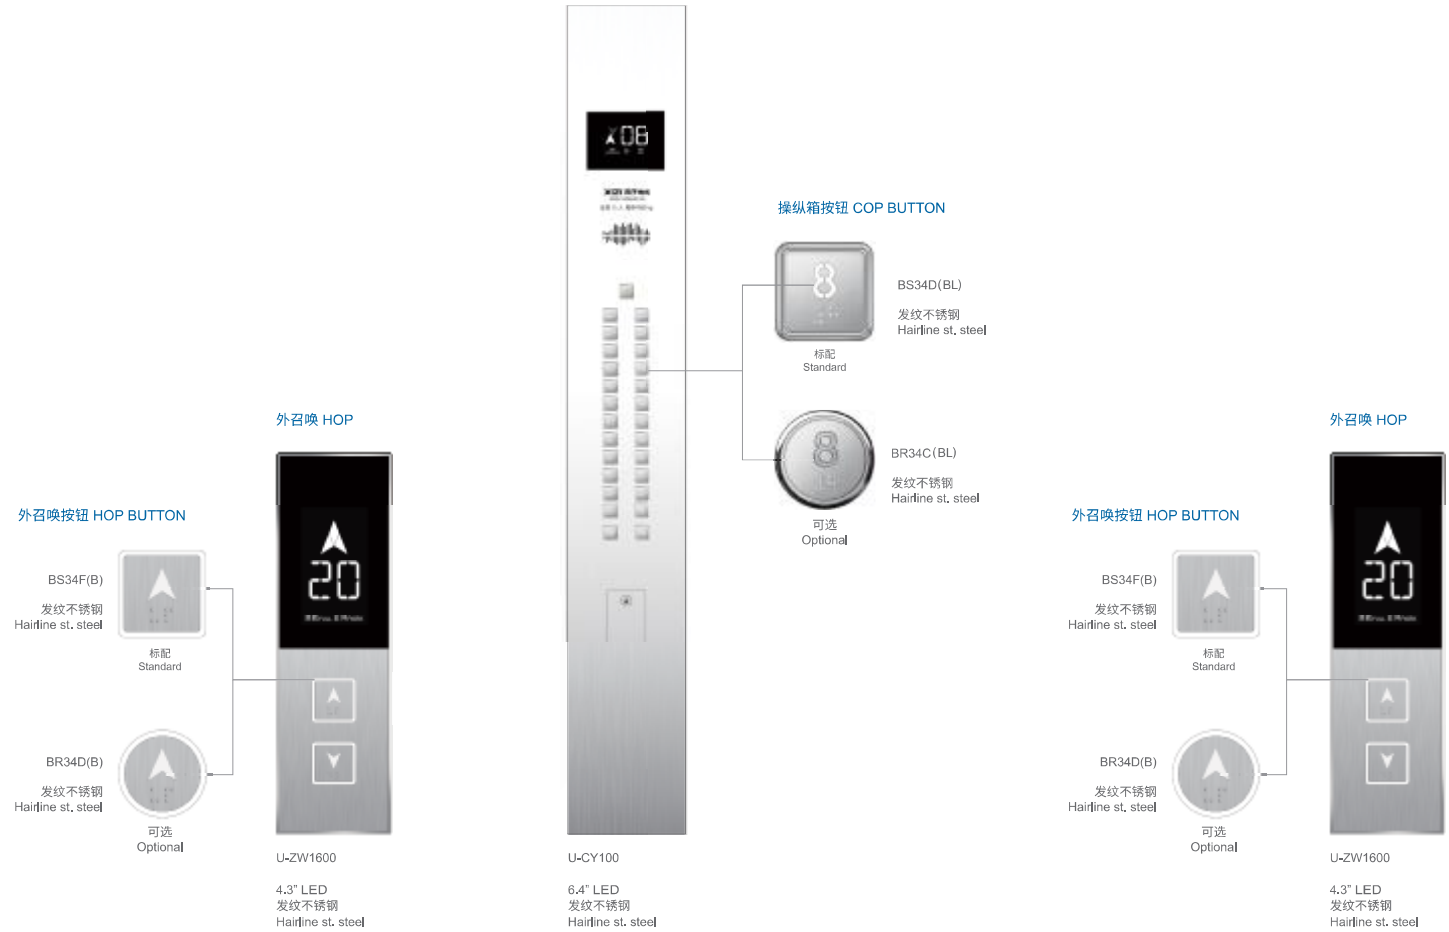 外召唤 HOP
外召唤按钮 HOP BUTTON
BS34F(B)
发纹不锈钢
Hairline st. steel
标配
Standard
BR34D(B)
发纹不锈钢
Hairline st. steel
可选
Optional
20
U-ZW1600
4.3" LED
发纹不锈钢
Hairline st. steel
08
U-CY100
6.4" LED
发纹不锈钢
Hairline st. steel
操纵箱按钮 COP BUTTON
8
BS34D(BL)
发纹不锈钢
Hairline st. steel
标配
Standard
8
BR34C(BL)
发纹不锈钢
Hairline st. steel
可选
Optional
外召唤 HOP
外召唤按钮 HOP BUTTON
BS34F(B)
发纹不锈钢
Hairline st. steel
标配
Standard
BR34D(B)
发纹不锈钢
Hairline st. steel
可选
Optional
20
U-ZW1600
4.3" LED
发纹不锈钢
Hairline st. steel